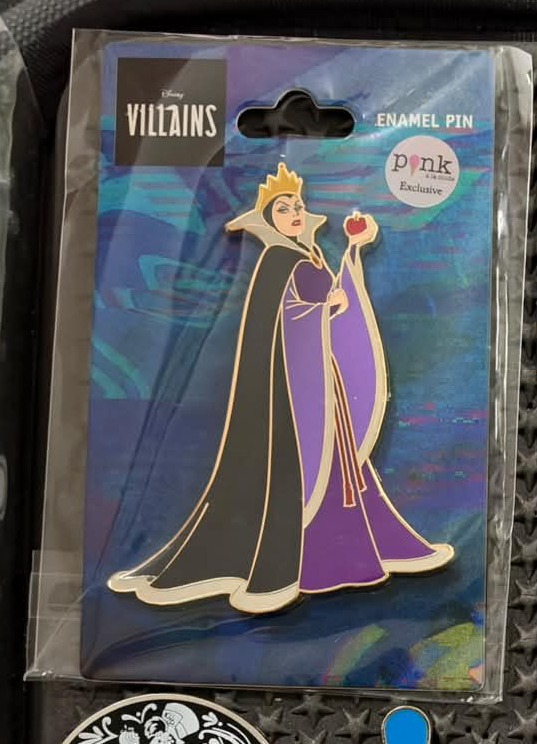 Disney
VILLAINS
ENAMEL PIN
pink
a la mode
Exclusive